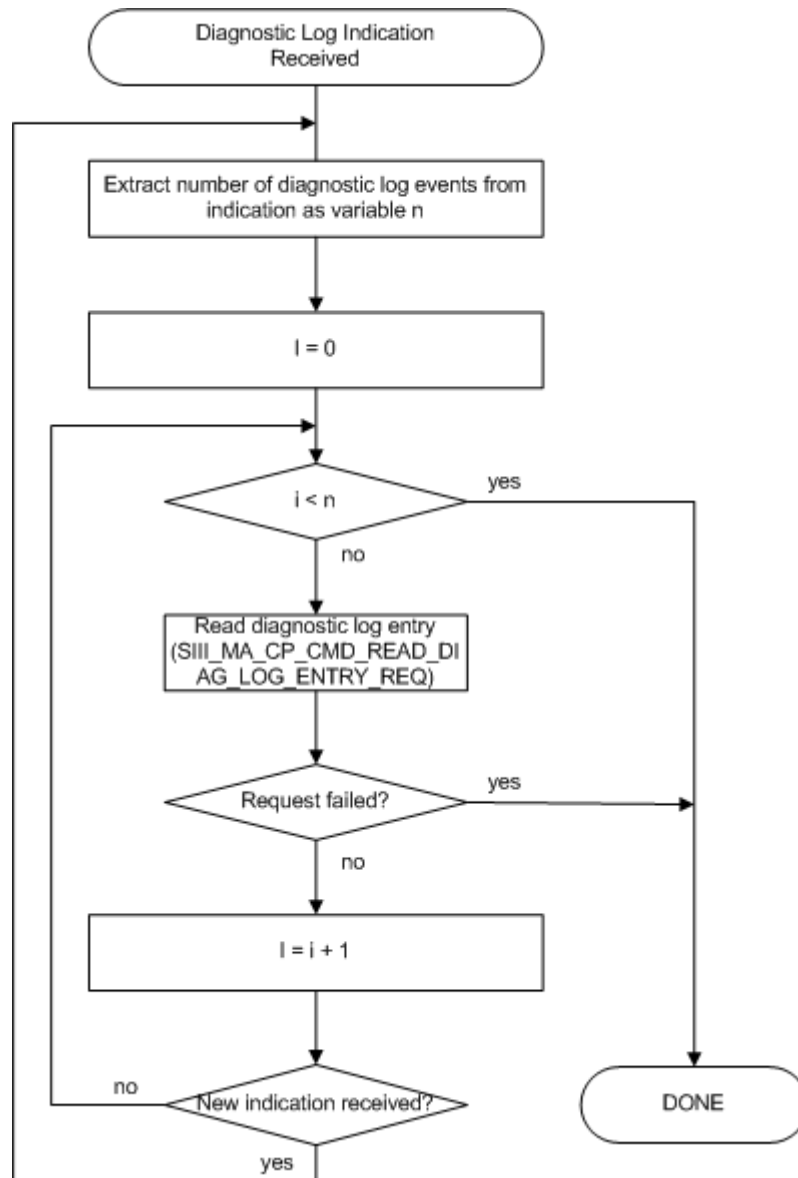 Diagnostic Log Indication
Received
Extract number of diagnostic log events from
indication as variable n
I = 0
i < n
yes
no
Read diagnostic log entry
(SIII_MA_CP_CMD_READ_DI
AG_LOG_ENTRY_REQ)
Request failed?
yes
no
I = i + 1
no
New indication received?
DONE
yes